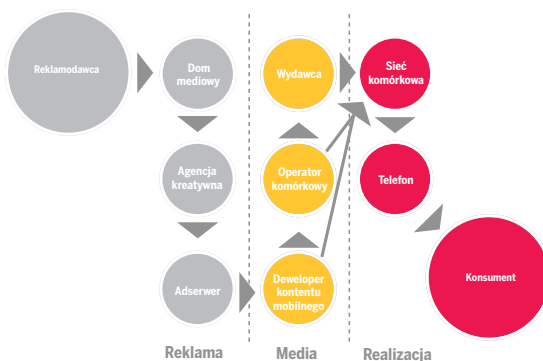 Reklamodawca
Dom
mediowy
Agencja
kreatywna
Adserwer
Wydawca
Operator
komórkowy
Deweloper
kontentu
mobilnego
Sieć
komórkowa
Telefon
Konsument
Reklama
Media
Realizacja